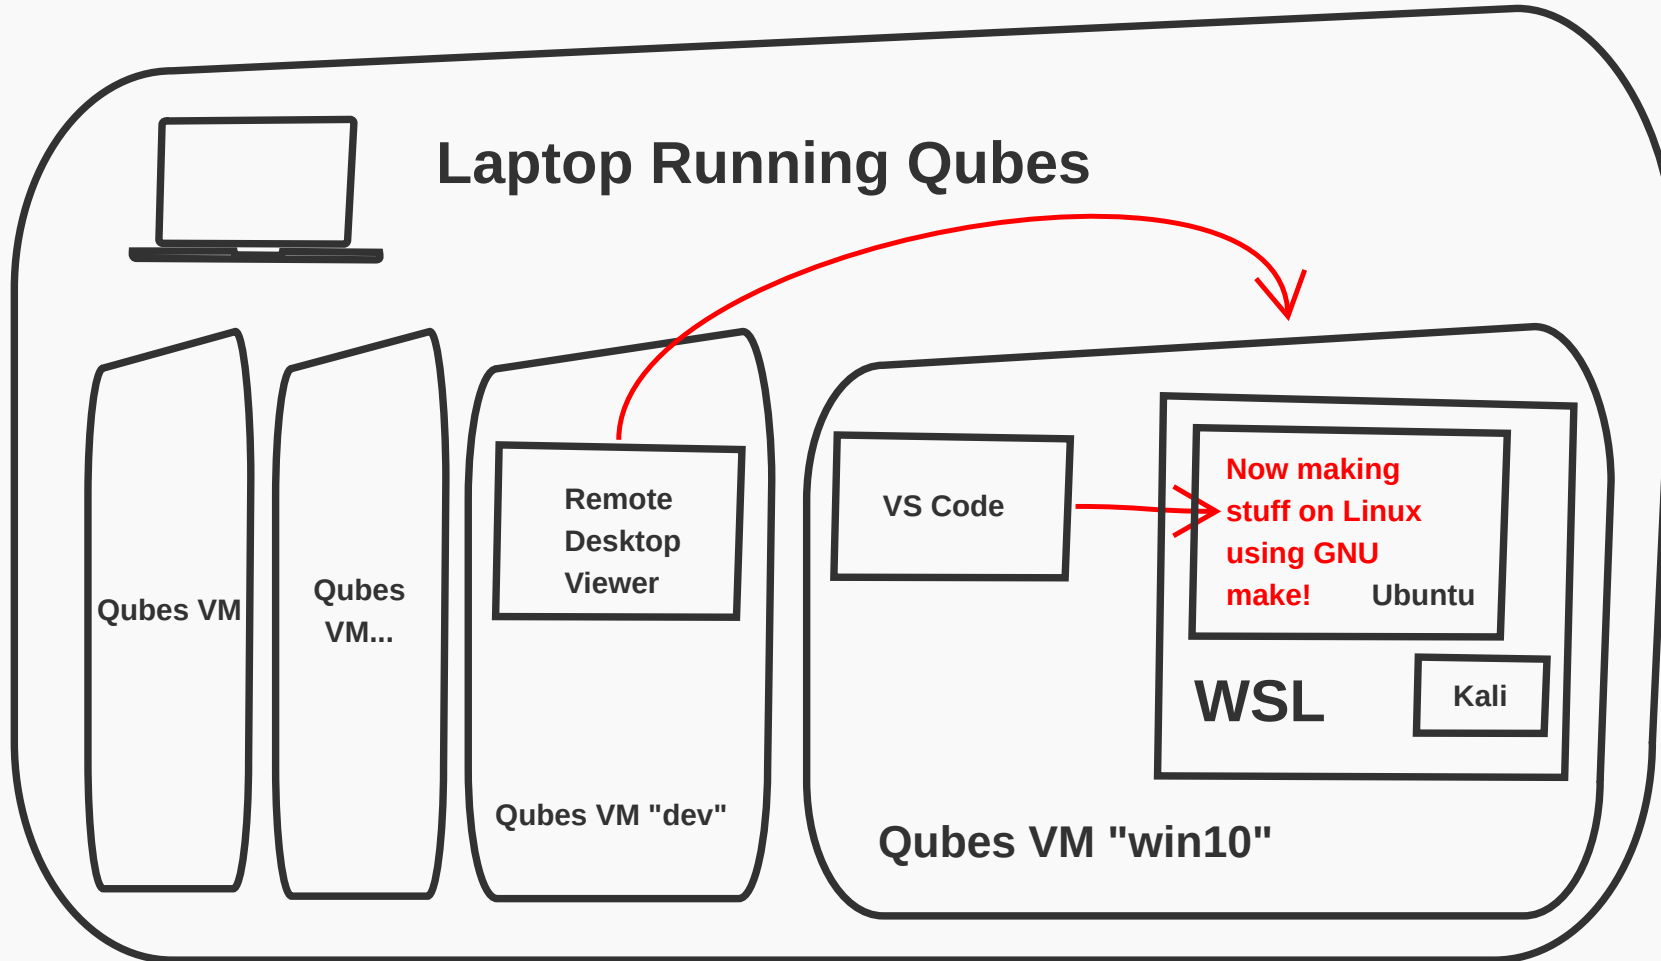 Laptop Running Qubes
Qubes VM
Qubes
VM...
Remote
Desktop
Viewer
Qubes VM "dev"
VS Code
Now making
stuff on Linux
using GNU
make!
Ubuntu
WSL
Kali
Qubes VM "win10"